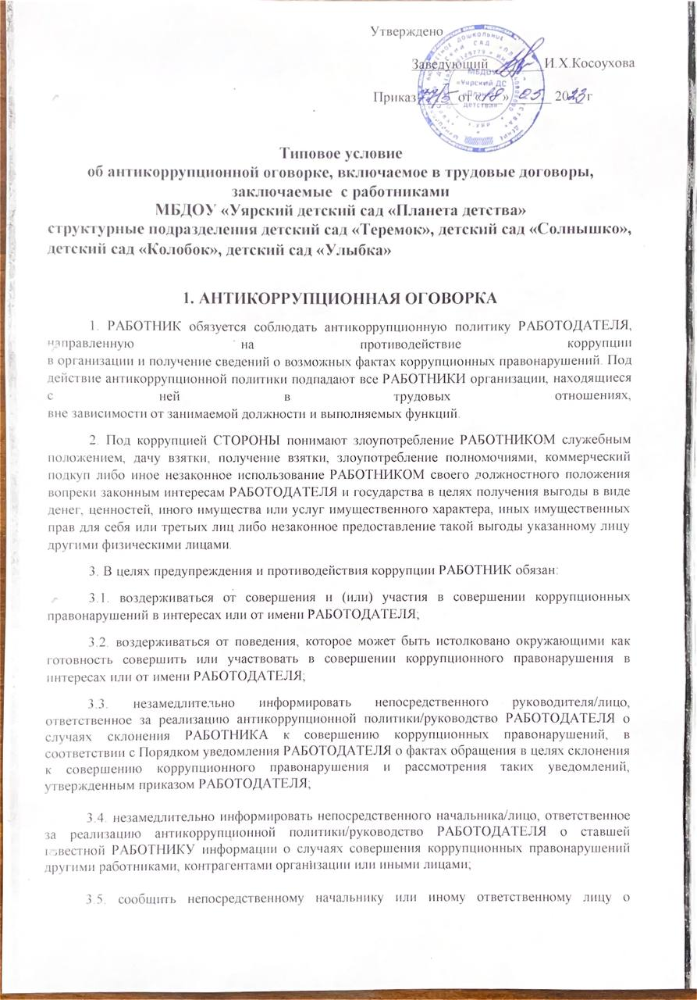 Утверждено
Заведующий И.Х.Косоухова
Приказ 77/5 от «18» 05 2023г
МБДОУ
«Уярский ДС
«Планета
детства»
Типовое условие
об антикоррупционной оговорке, включаемое в трудовые договоры,
заключаемые с работниками
МБДОУ «Уярский детский сад «Планета детства»
структурные подразделения детский сад «Теремок», детский сад «Солнышко»,
детский сад «Колобок», детский сад «Улыбка»
1. АНТИКОРРУПЦИОННАЯ ОГОВОРКА
1. РАБОТНИК обязуется соблюдать антикоррупционную политику РАБОТОДАТЕЛЯ,
направленную на противодействие коррупции
в организации и получение сведений о возможных фактах коррупционных правонарушений. Под
действие антикоррупционной политики подпадают все РАБОТНИКИ организации, находящиеся
с ней в трудовых отношениях,
вне зависимости от занимаемой должности и выполняемых функций.
2. Под коррупцией СТОРОНЫ понимают злоупотребление РАБОТНИКОМ служебным
положением, дачу взятки, получение взятки, злоупотребление полномочиями, коммерческий
подкуп либо иное незаконное использование РАБОТНИКОМ своего должностного положения
вопреки законным интересам РАБОТОДАТЕЛЯ и государства в целях получения выгоды в виде
денег, ценностей, иного имущества или услуг имущественного характера, иных имущественных
прав для себя или третьих лиц либо незаконное предоставление такой выгоды указанному лицу
другими физическими лицами.
3. В целях предупреждения и противодействия коррупции РАБОТНИК обязан:
3.1. воздерживаться от совершения и (или) участия в совершении коррупционных
правонарушений в интересах или от имени РАБОТОДАТЕЛЯ;
3.2. воздерживаться от поведения, которое может быть истолковано окружающими как
готовность совершить или участвовать в совершении коррупционного правонарушения в
интересах или от имени РАБОТОДАТЕЛЯ;
3.3. незамедлительно информировать непосредственного руководителя/лицо,
ответственное за реализацию антикоррупционной политики/руководство РАБОТОДАТЕЛЯ о
случаях склонения РАБОТНИКА к совершению коррупционных правонарушений, в
соответствии с Порядком уведомления РАБОТОДАТЕЛЯ о фактах обращения в целях склонения
к совершению коррупционного правонарушения и рассмотрения таких уведомлений,
утвержденным приказом РАБОТОДАТЕЛЯ;
3.4. незамедлительно информировать непосредственного начальника/лицо, ответственное
за реализацию антикоррупционной политики/руководство РАБОТОДАТЕЛЯ о ставшей
известной РАБОТНИКУ информации о случаях совершения коррупционных правонарушений
другими работниками, контрагентами организации или иными лицами;
3.5. сообщить непосредственному начальнику или иному ответственному лицу о